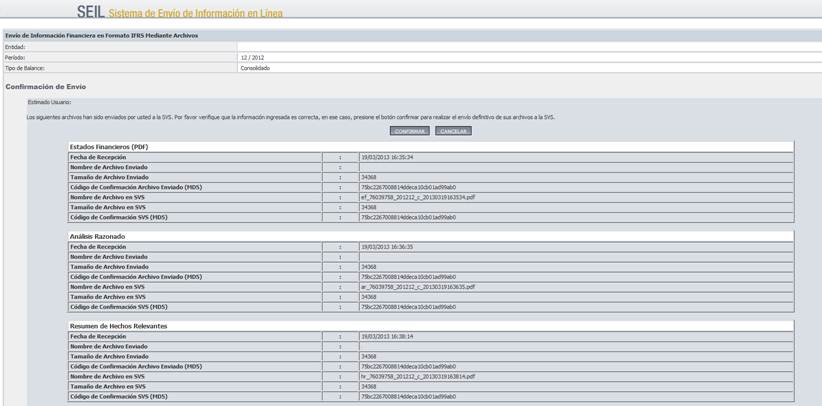 SEIL Sistema de Envío de Información en Línea
Envío de Información Financiera en Formato IFRS Mediante Archivos
Entidad:
Período: 12 / 2012
Tipo de Balance: Consolidado
Confirmación de Envío
Estimado Usuario:
Los siguientes archivos han sido enviados por usted a la SVS. Por favor verifique que la información ingresada es correcta, en ese caso, presione el botón confirmar para realizar el envío definitivo de sus archivos a la SVS.
CONFIRMAR CANCELAR
Estados Financieros (PDF)
Fecha de Recepción : 19/03/2013 16:35:34
Nombre de Archivo Enviado :
Tamaño de Archivo Enviado : 34368
Código de Confirmación Archivo Enviado (MD5) : 75bc2267008814ddeca10cb01ad99ab0
Nombre de Archivo en SVS : ef_76039758_201212_c_20130319163534.pdf
Tamaño de Archivo en SVS : 34368
Código de Confirmación SVS (MD5) : 75bc2267008814ddeca10cb01ad99ab0
Análisis Razonado
Fecha de Recepción : 19/03/2013 16:36:35
Nombre de Archivo Enviado :
Tamaño de Archivo Enviado : 34368
Código de Confirmación Archivo Enviado (MD5) : 75bc2267008814ddeca10cb01ad99ab0
Nombre de Archivo en SVS : ar_76039758_201212_c_20130319163635.pdf
Tamaño de Archivo en SVS : 34368
Código de Confirmación SVS (MD5) : 75bc2267008814ddeca10cb01ad99ab0
Resumen de Hechos Relevantes
Fecha de Recepción : 19/03/2013 16:38:14
Nombre de Archivo Enviado :
Tamaño de Archivo Enviado : 34368
Código de Confirmación Archivo Enviado (MD5) : 75bc2267008814ddeca10cb01ad99ab0
Nombre de Archivo en SVS : hr_76039758_201212_c_20130319163814.pdf
Tamaño de Archivo en SVS : 34368
Código de Confirmación SVS (MD5) : 75bc2267008814ddeca10cb01ad99ab0